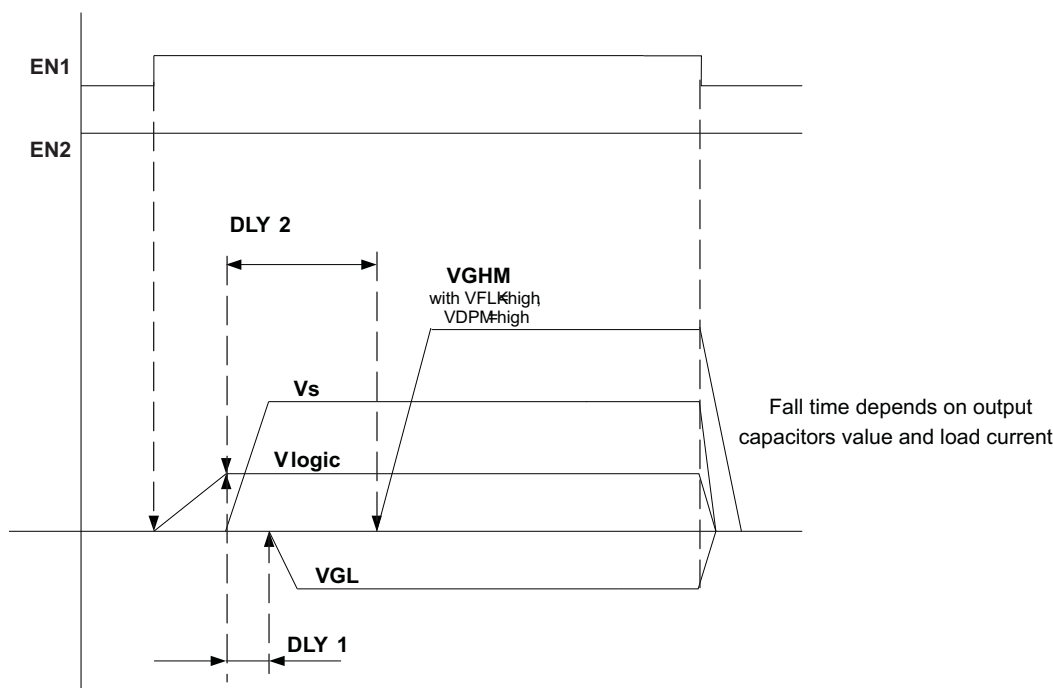 EN1
EN2
DLY 2
VGHM
with VFLK=high,
VDPM=high
Vs
Fall time depends on output
capacitors value and load current
Vlogic
VGL
DLY 1